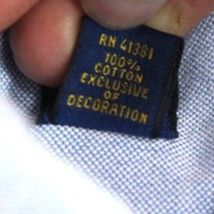 RN 41381
100%
COTTON
EXCLUSIVE
OF
DECORATION